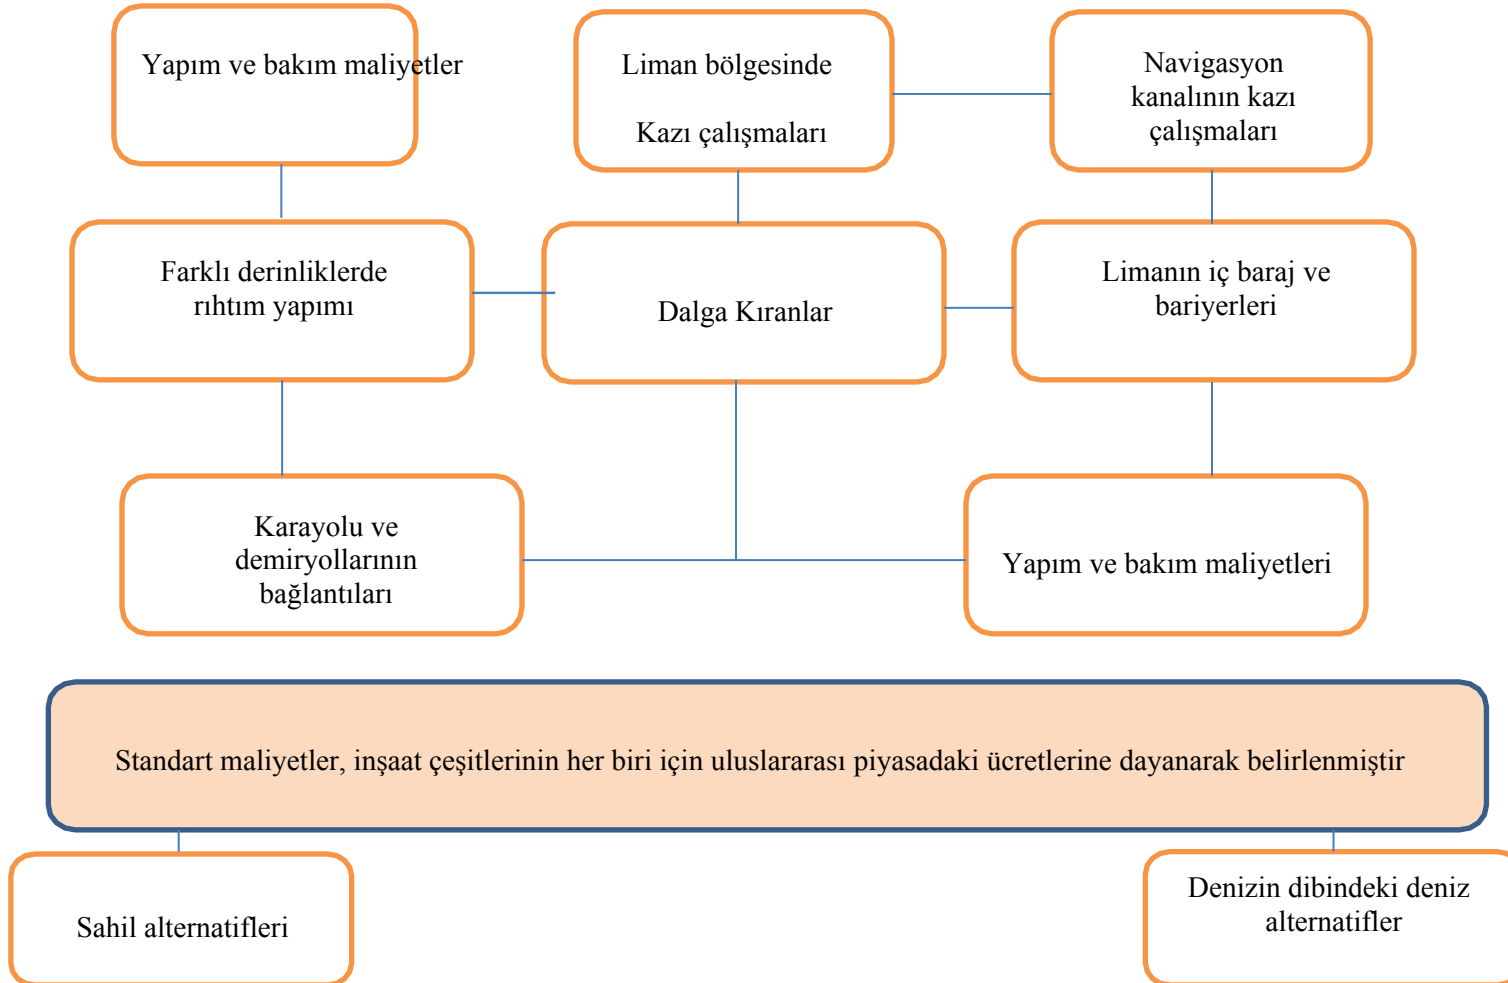 Yapım ve bakım maliyetler
Liman bölgesinde
Kazı çalışmaları
Navigasyon
kanalının kazı
çalışmaları
Farklı derinliklerde
rıhtım yapımı
Dalga Kıranlar
Limanın iç baraj ve
bariyerleri
Karayolu ve
demiryollarının
bağlantıları
Yapım ve bakım maliyetleri
Standart maliyetler, inşaat çeşitlerinin her biri için uluslararası piyasadaki ücretlerine dayanarak belirlenmiştir
Sahil alternatifleri
Denizin dibindeki deniz
alternatifler